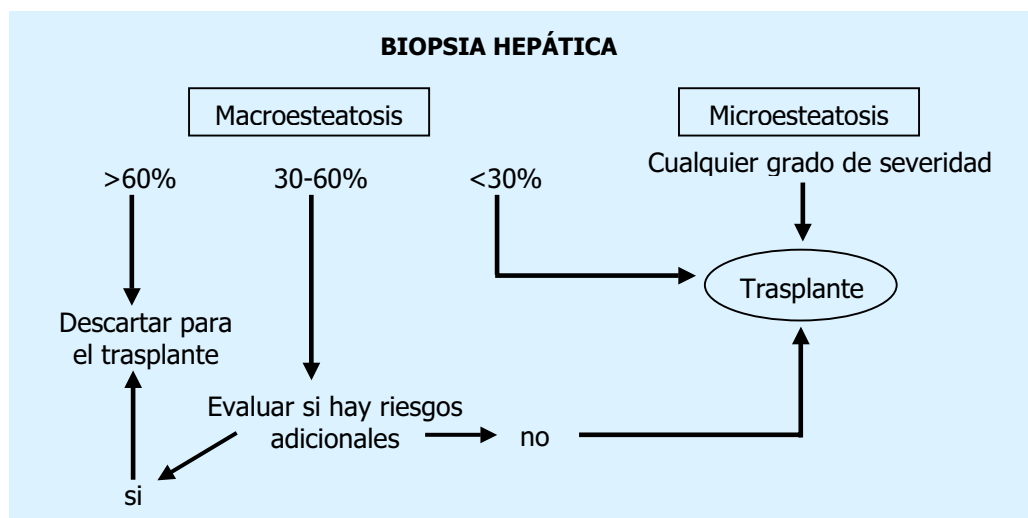 BIOPSIA HEPÁTICA
Macroesteatosis
Microesteatosis
Cualquier grado de severidad
>60%
30-60%
<30%
Trasplante
Descartar para
el trasplante
Evaluar si hay riesgos
adicionales
no
si